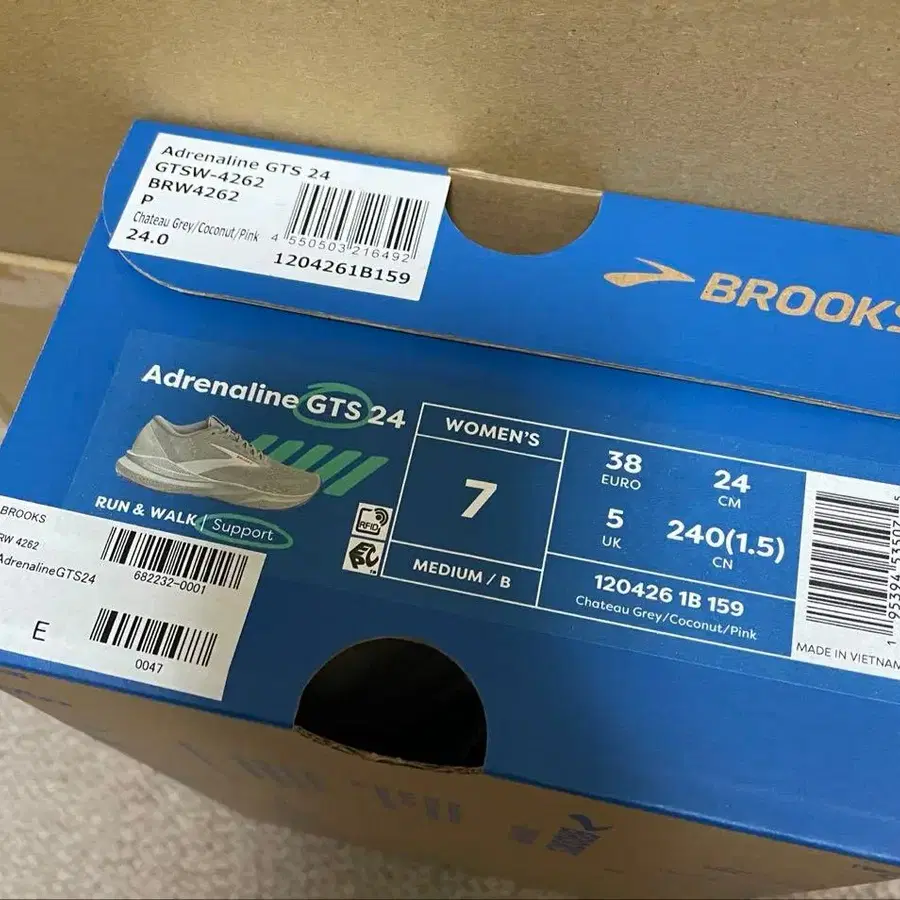 Adrenaline GTS 24
GTSW-4262
BRW4262
P
Chateau Grey/Coconut/Pink
24.0
4 550503 216492
1204261B159
BROOKS
Adrenaline GTS 24
RUN & WALK | Support
RFID
EPC
WOMEN'S
7
MEDIUM / B
38
EURO
24
CM
5
UK
240(1.5)
CN
120426 1B 159
Chateau Grey/Coconut/Pink
MADE IN VIETNAM
BROOKS
RW 4262
AdrenalineGTS24
682232-0001
E
0047